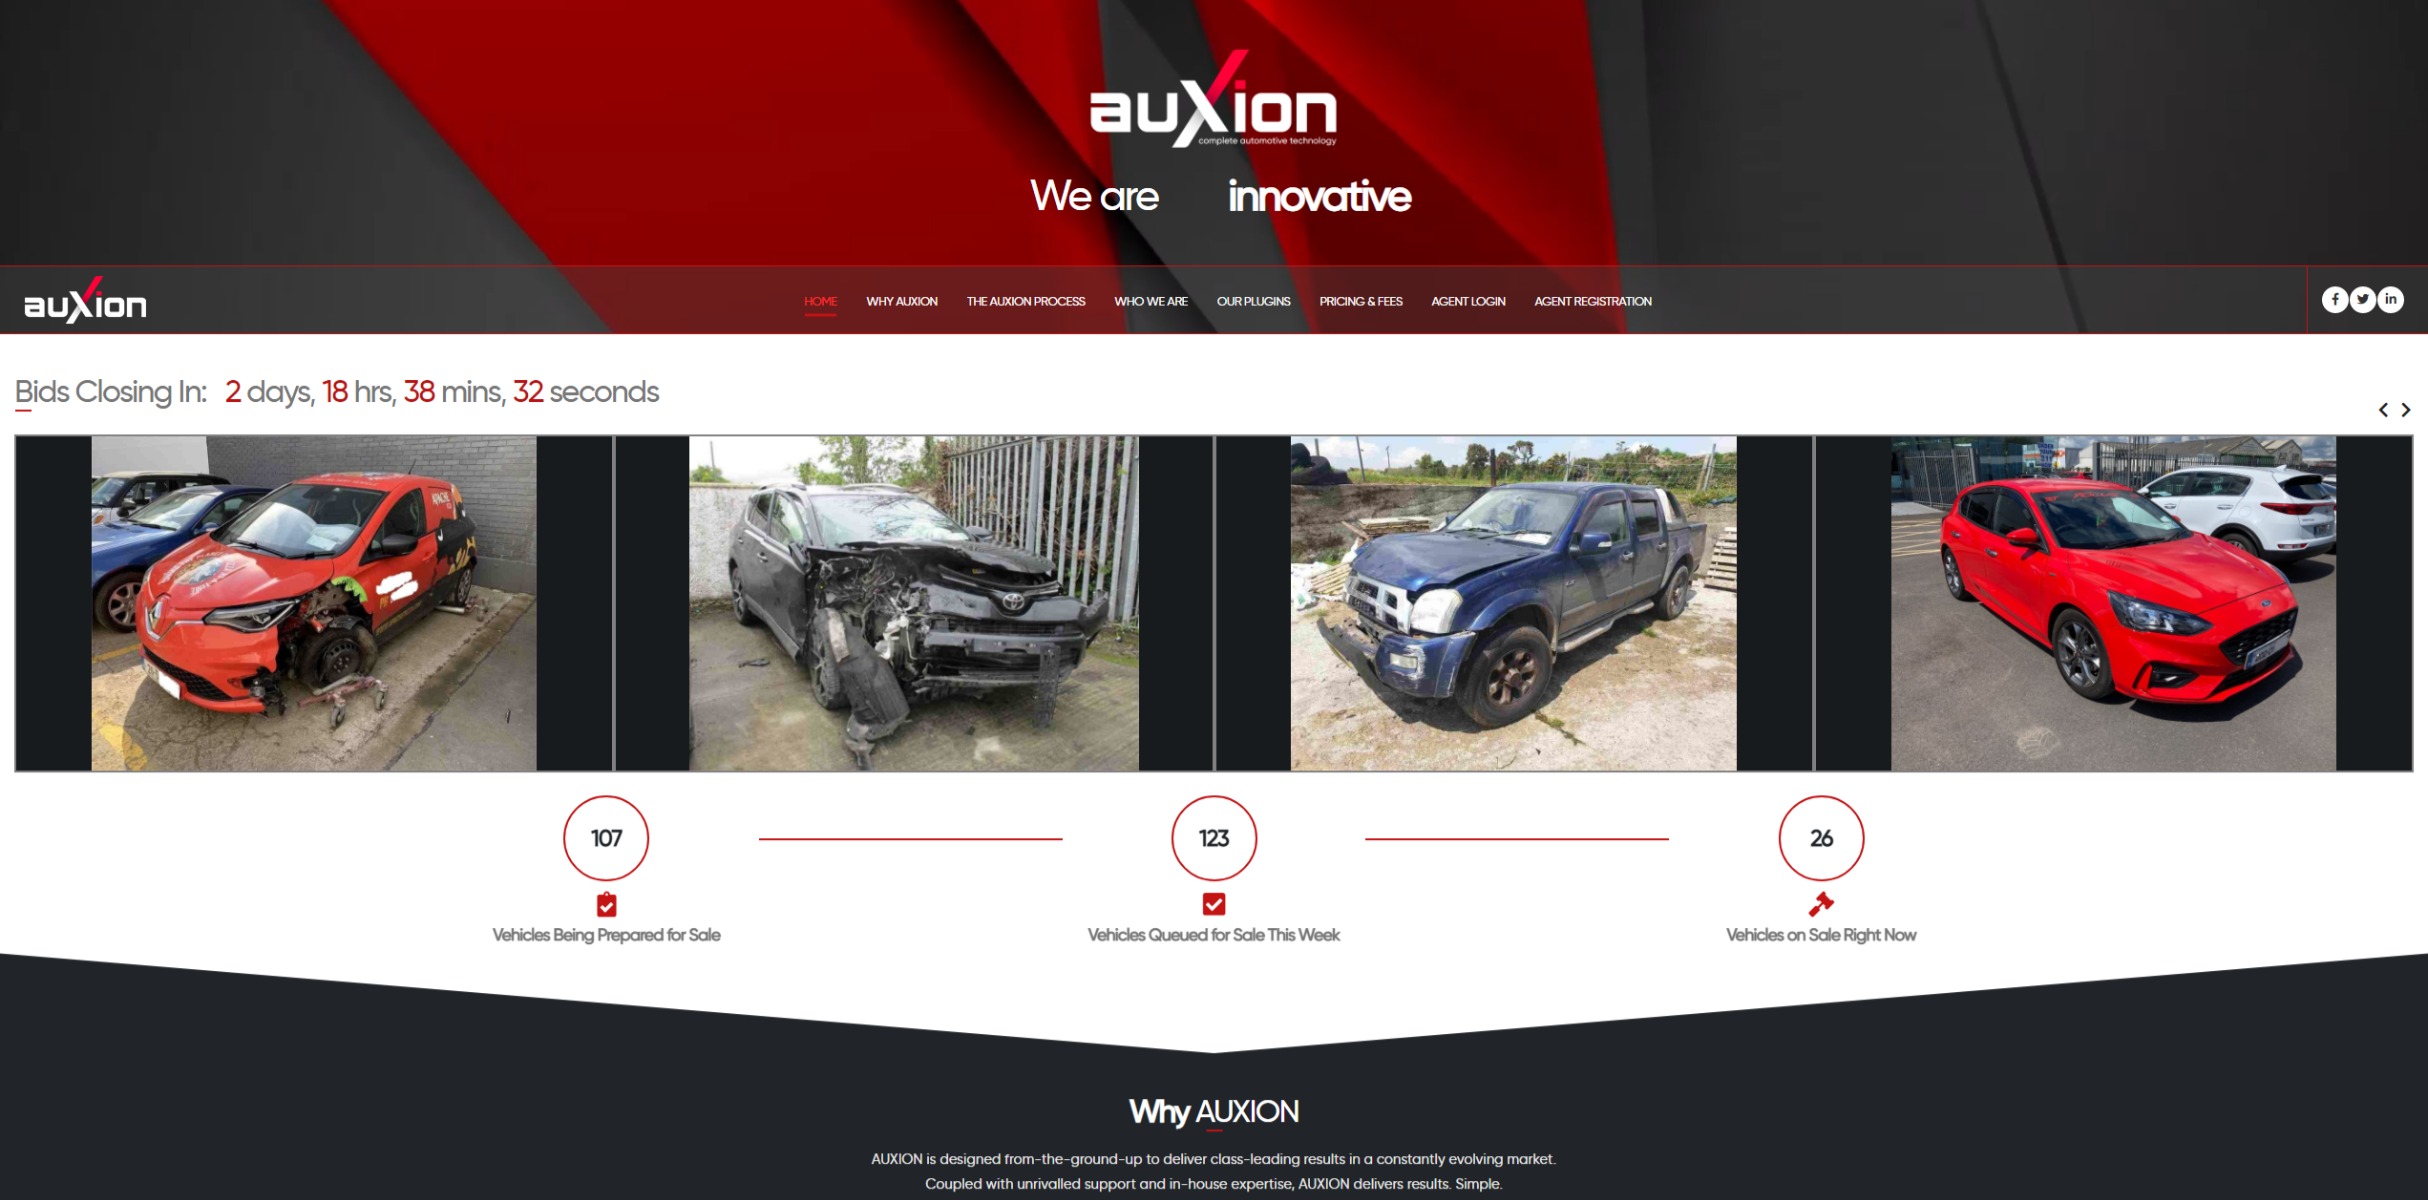 auXion
complete automotive technology
We are innovative
auXion
HOME WHY AUXION THE AUXION PROCESS WHO WE ARE OUR PLUGINS PRICING & FEES AGENT LOGIN AGENT REGISTRATION
Bids Closing In: 2 days, 18 hrs, 38 mins, 32 seconds
107
123
26
Vehicles Being Prepared for Sale
Vehicles Queued for Sale This Week
Vehicles on Sale Right Now
Why AUXION
AUXION is designed from-the-ground-up to deliver class-leading results in a constantly evolving market.
Coupled with unrivalled support and in-house expertise, AUXION delivers results. Simple.